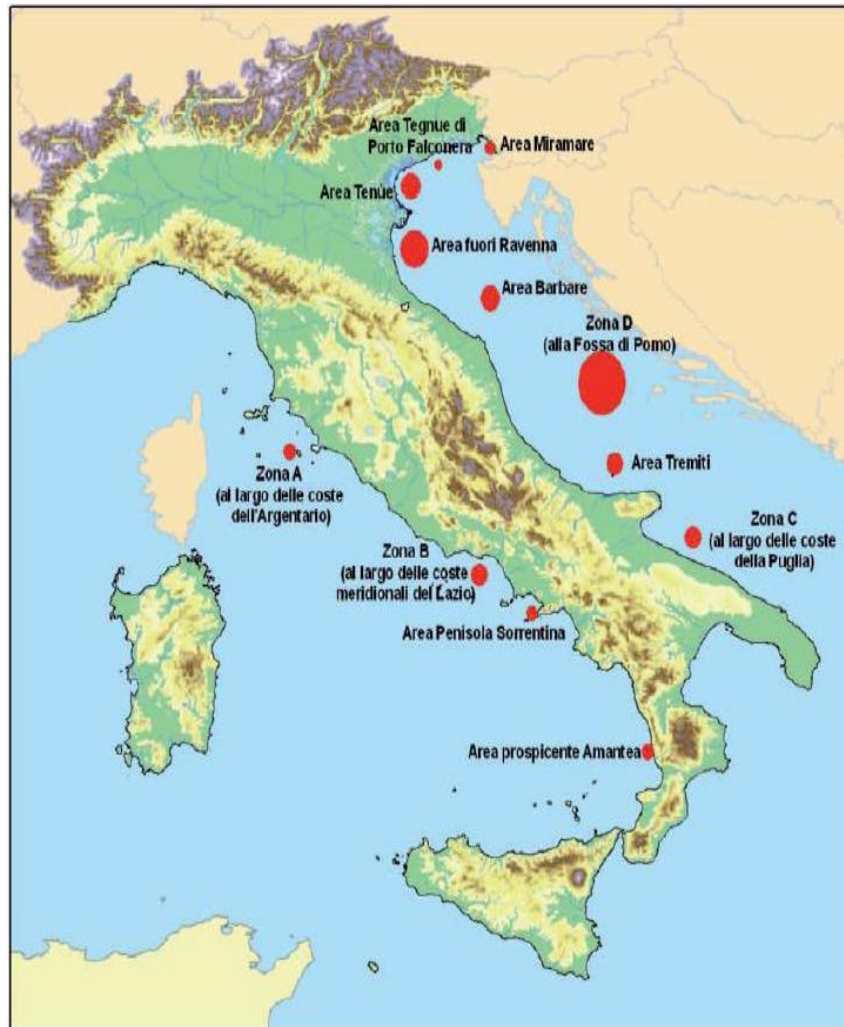 Area Tegnue di
Porto Falconera
Area Miramare
Area Tenùe
Area fuori Ravenna
Area Barbare
Zona D
(alla Fossa di Pomo)
Area Tremiti
Zona A
(al largo delle coste
dell'Argentario)
Zona C
(al largo delle coste
della Puglia)
Zona B
(al largo delle coste
meridionali del Lazio)
Area Penisola Sorrentina
Area prospicente Amantea